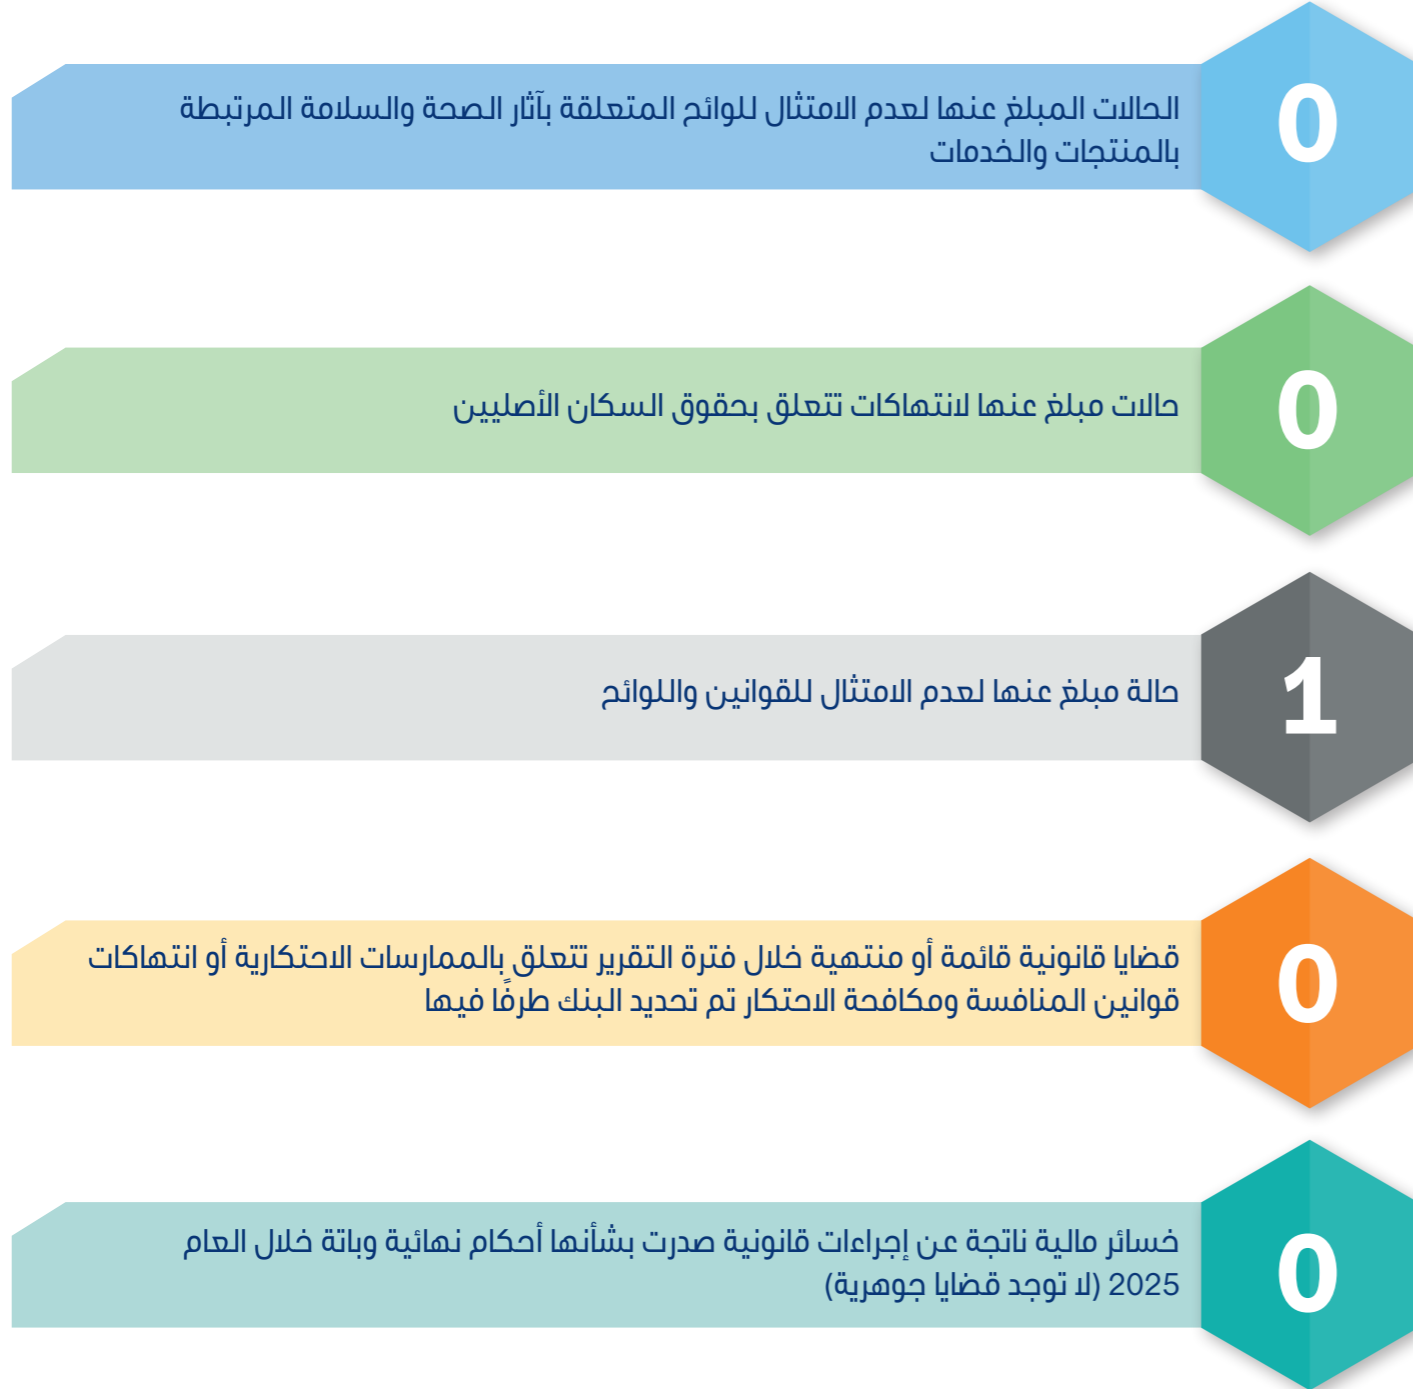 0
الحالات المبلغ عنها لعدم الامتثال للوائح المتعلقة بآثار الصحة والسلامة المرتبطة
بالمنتجات والخدمات
0
حالات مبلغ عنها لانتهاكات تتعلق بحقوق السكان الأصليين
1
حالة مبلغ عنها لعدم الامتثال للقوانين واللوائح
0
قضايا قانونية قائمة أو منتهية خلال فترة التقرير تتعلق بالممارسات الاحتكارية أو انتهاكات
قوانين المنافسة ومكافحة الاحتكار تم تحديد البنك طرفًا فيها
0
خسائر مالية ناتجة عن إجراءات قانونية صدرت بشأنها أحكام نهائية وباتة خلال العام
2025 (لا توجد قضايا جوهرية)